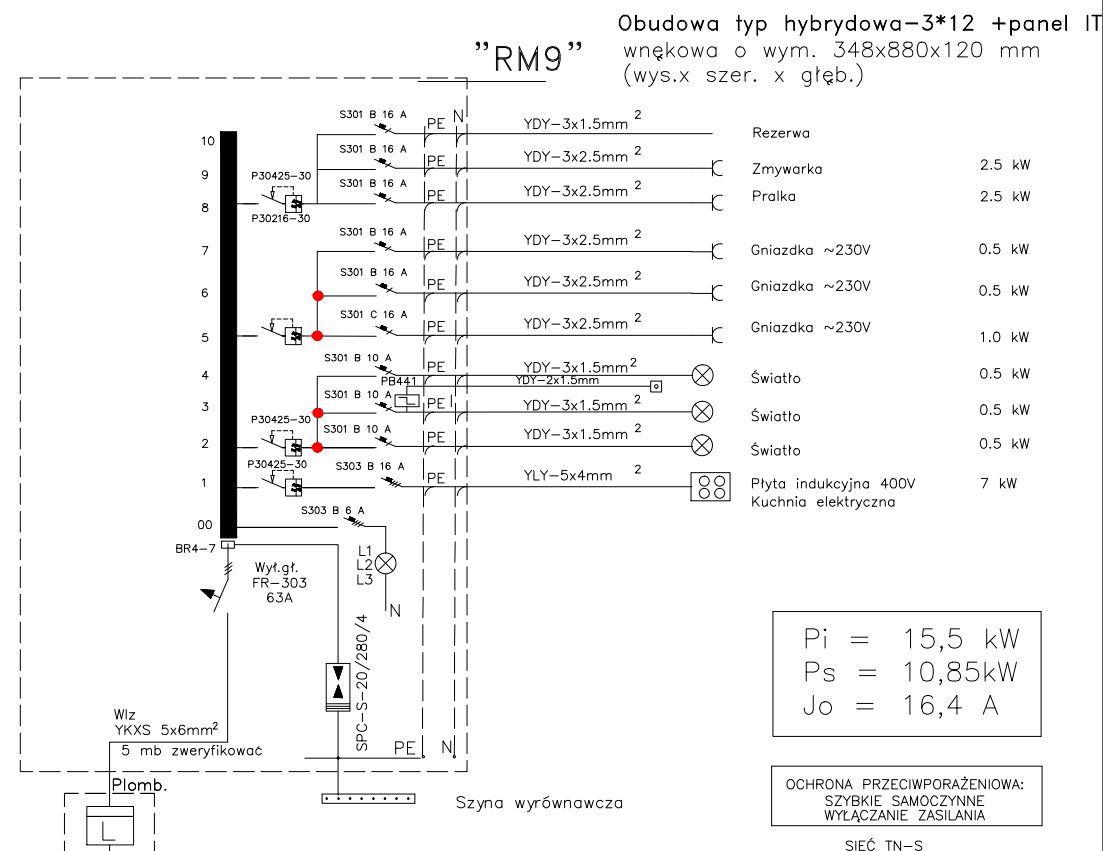 Obudowa typ hybrydowa-3*12 +panel IT
"RM9"
wnękowa o wym. 348x880x120 mm
(wys.x szer. x głęb.)
S301 B 16 A
PE
N
YDY-3x1.5mm 2
Rezerwa
10
S301 B 16 A
PE
YDY-3x2.5mm 2
Zmywarka
2.5 kW
9
P30425-30
S301 B 16 A
PE
YDY-3x2.5mm 2
Pralka
2.5 kW
8
P30216-30
S301 B 16 A
PE
YDY-3x2.5mm 2
Gniazdka ~230V
0.5 kW
7
S301 B 16 A
PE
YDY-3x2.5mm 2
Gniazdka ~230V
0.5 kW
6
S301 C 16 A
PE
YDY-3x2.5mm 2
Gniazdka ~230V
1.0 kW
5
S301 B 10 A
PE
YDY-3x1.5mm 2
Światło
0.5 kW
4
PB441
YDY-2x1.5mm
S301 B 10 A
PE
YDY-3x1.5mm 2
Światło
0.5 kW
3
P30425-30
S301 B 10 A
PE
YDY-3x1.5mm 2
Światło
0.5 kW
2
P30425-30
S303 B 16 A
PE
YLY-5x4mm 2
Płyta indukcyjna 400V
7 kW
Kuchnia elektryczna
1
S303 B 6 A
00
BR4-7
L1
L2
L3
N
Wył.gł.
FR-303
63A
SPC-S-20/280/4
Pi = 15,5 kW
Ps = 10,85kW
Jo = 16,4 A
Wlz
YKXS 5x6mm2
5 mb zweryfikować
PE
N
Plomb.
L
Szyna wyrównawcza
OCHRONA PRZECIWPORAŻENIOWA:
SZYBKIE SAMOCZYNNE
WYŁĄCZANIE ZASILANIA
SIEĆ TN-S